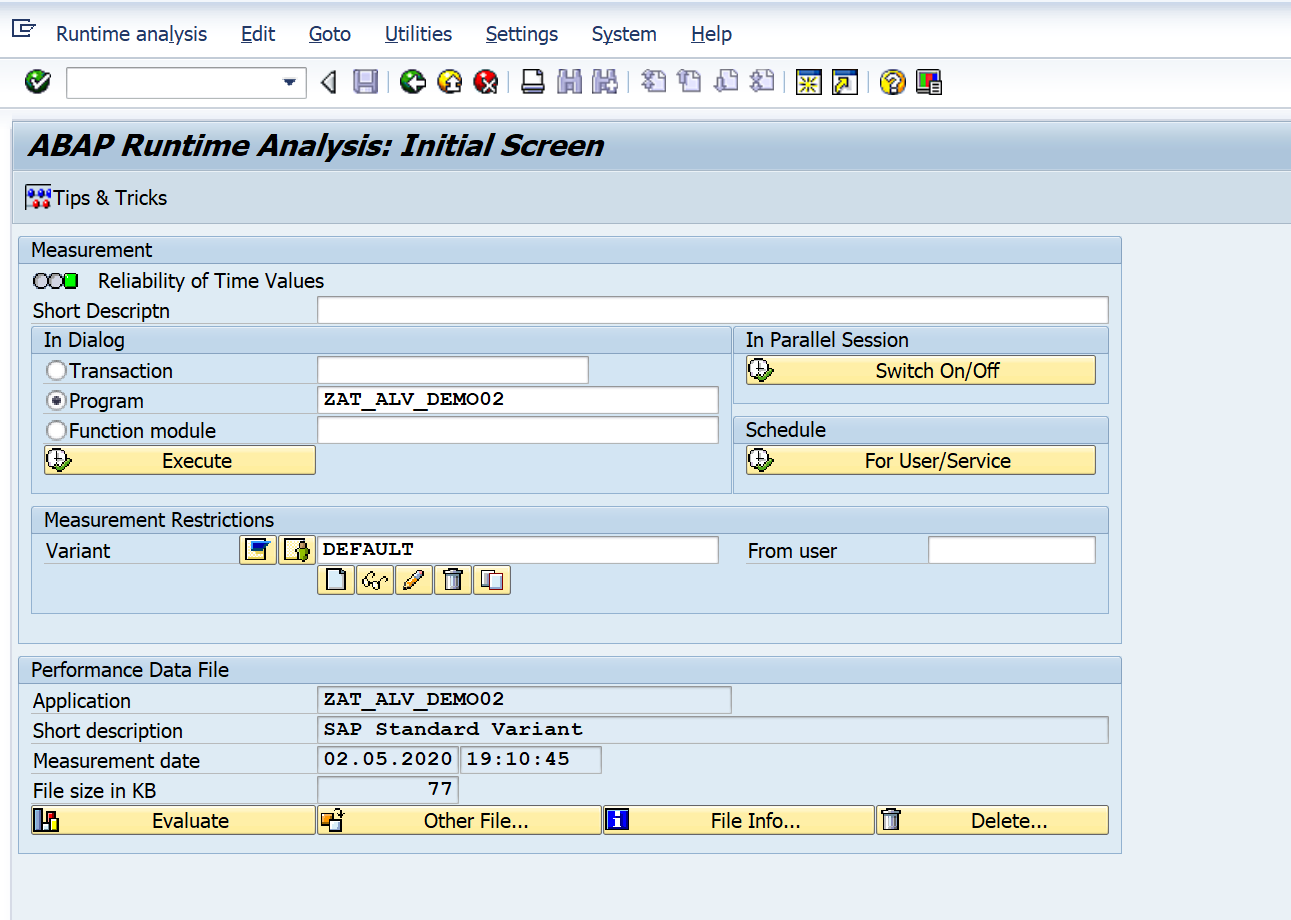 Runtime analysis Edit Goto Utilities Settings System Help
ABAP Runtime Analysis: Initial Screen
Tips & Tricks
Measurement
Reliability of Time Values
Short Descriptn
In Dialog
In Parallel Session
Transaction
Switch On/Off
Program ZAT_ALV_DEMO02
Function module
Schedule
Execute
For User/Service
Measurement Restrictions
Variant DEFAULT From user
Performance Data File
Application ZAT_ALV_DEMO02
Short description SAP Standard Variant
Measurement date 02.05.2020 19:10:45
File size in KB 77
Evaluate Other File... File Info... Delete...